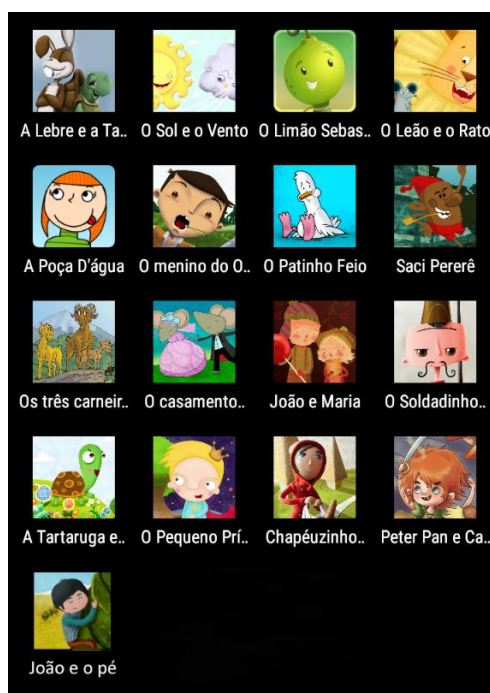 A Lebre e a Ta..
O Sol e o Vento
O Limão Sebas..
O Leão e o Rato
A Poça D'água
O menino do O..
O Patinho Feio
Saci Pererê
Os três carneir..
O casamento..
João e Maria
O Soldadinho..
A Tartaruga e..
O Pequeno Prí..
Chapéuzinho..
Peter Pan e Ca..
João e o pé